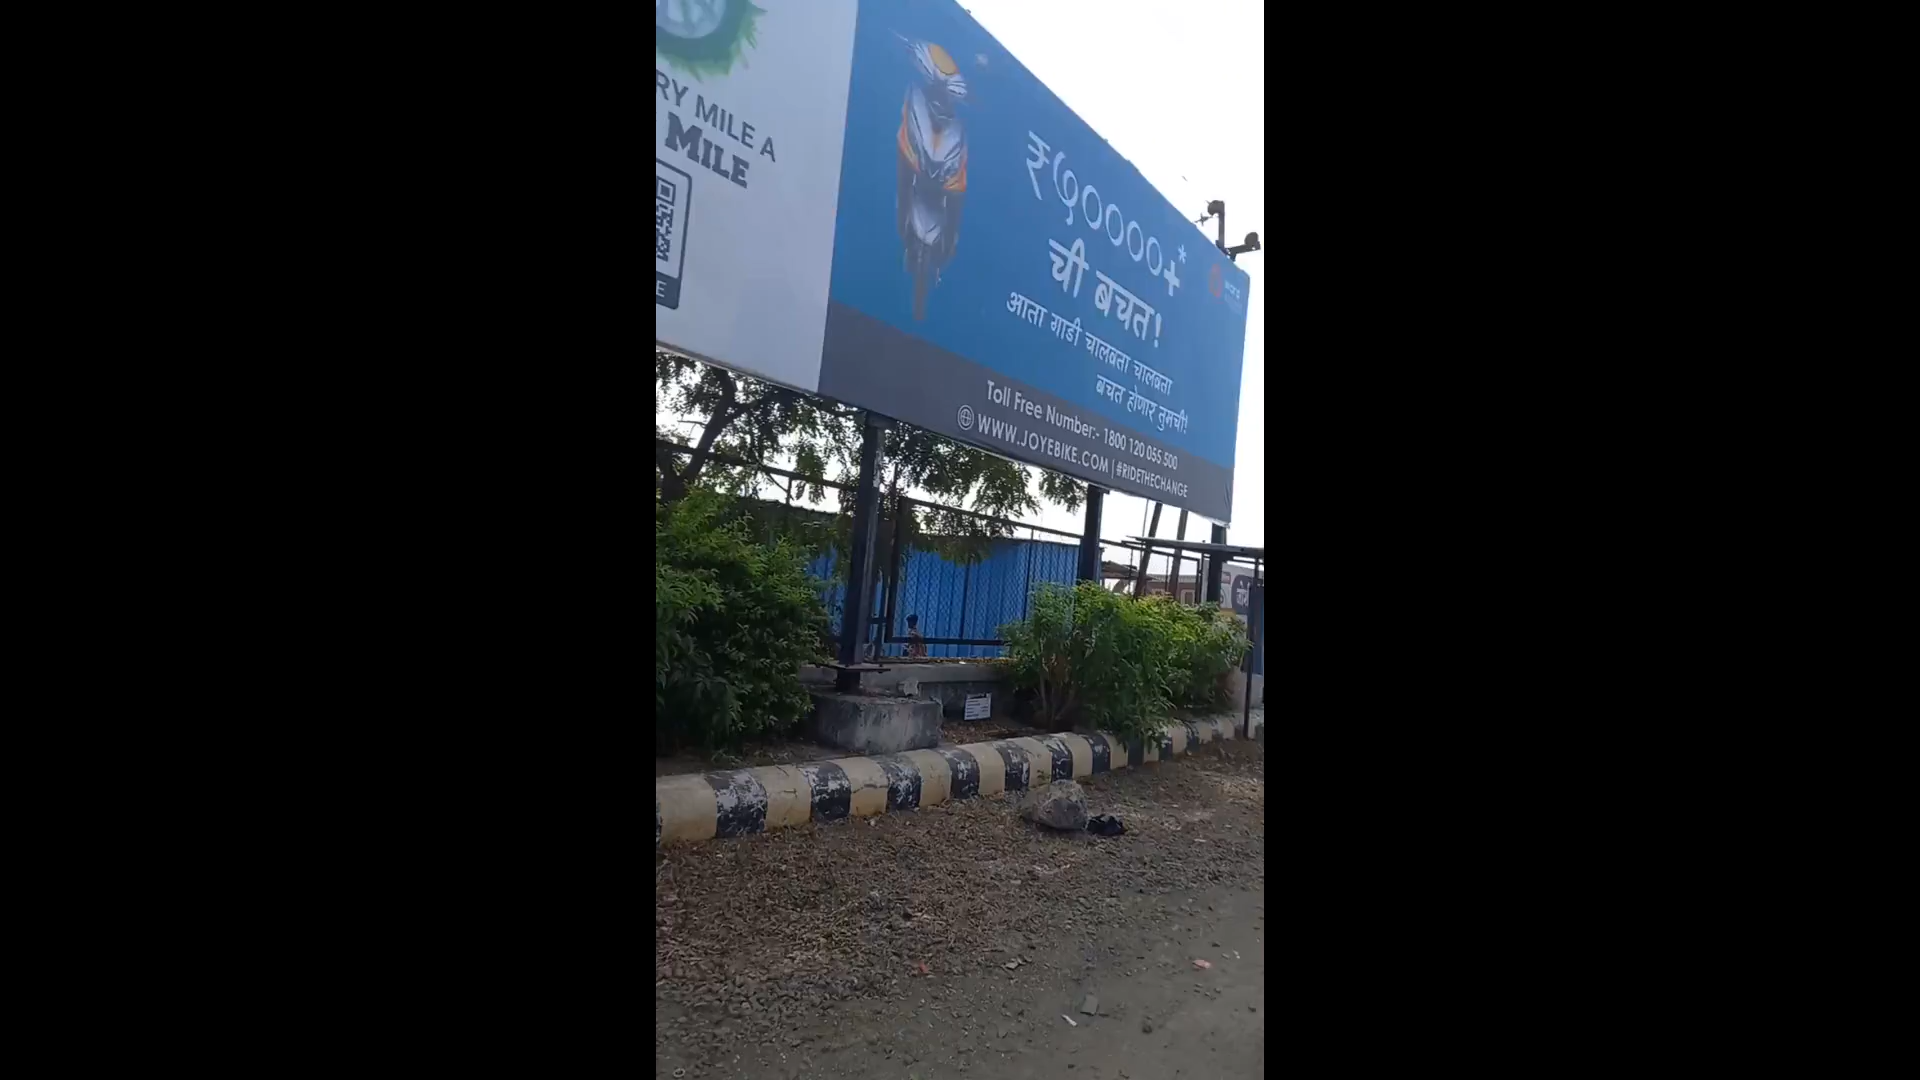 RY MILE A
MILE
E
₹५००००+*
ची बचत!
आता गाडी चालवता चालवता
बचत होणार तुमची!
Toll Free Number:- 1800 120 055 500
WWW.JOYEBIKE.COM | #RIDETHECHANGE